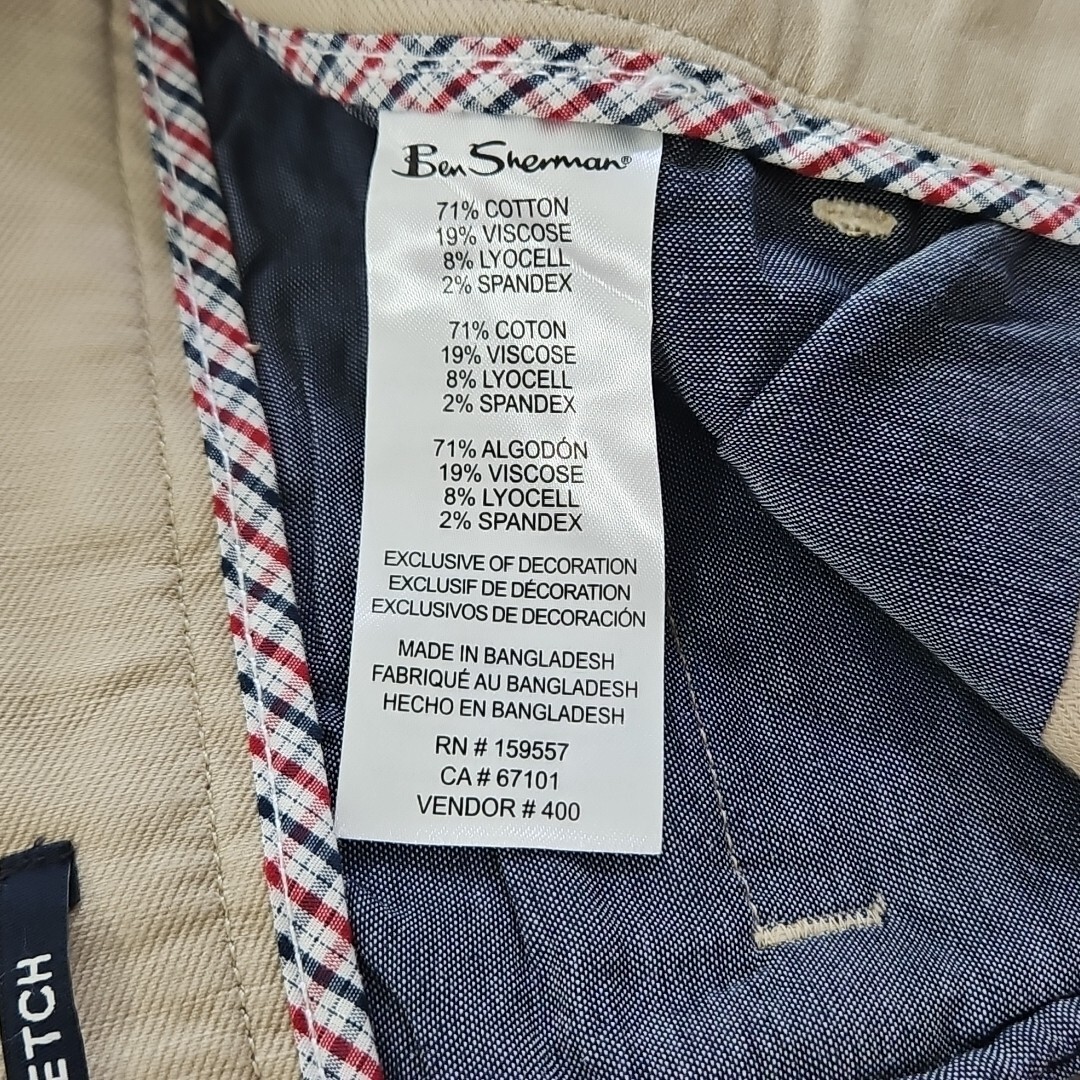 Ben Sherman®
71% COTTON
19% VISCOSE
8% LYOCELL
2% SPANDEX
71% COTON
19% VISCOSE
8% LYOCELL
2% SPANDEX
71% ALGODÓN
19% VISCOSE
8% LYOCELL
2% SPANDEX
EXCLUSIVE OF DECORATION
EXCLUSIF DE DÉCORATION
EXCLUSIVOS DE DECORACIÓN
MADE IN BANGLADESH
FABRIQUÉ AU BANGLADESH
HECHO EN BANGLADESH
RN # 159557
CA # 67101
VENDOR # 400
ETCH